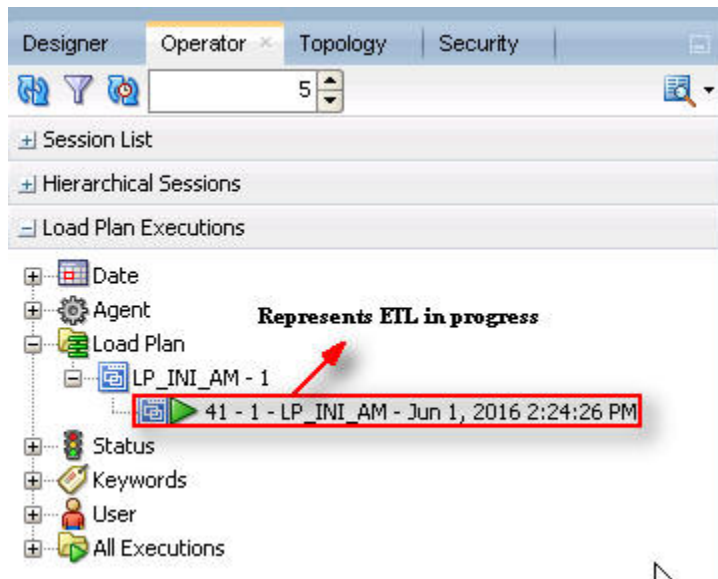 Designer Operator Topology Security
5
Session List
Hierarchical Sessions
Load Plan Executions
Date
Agent
Represents ETL in progress
Load Plan
LP_INI_AM - 1
41 - 1 - LP_INI_AM - Jun 1, 2016 2:24:26 PM
Status
Keywords
User
All Executions